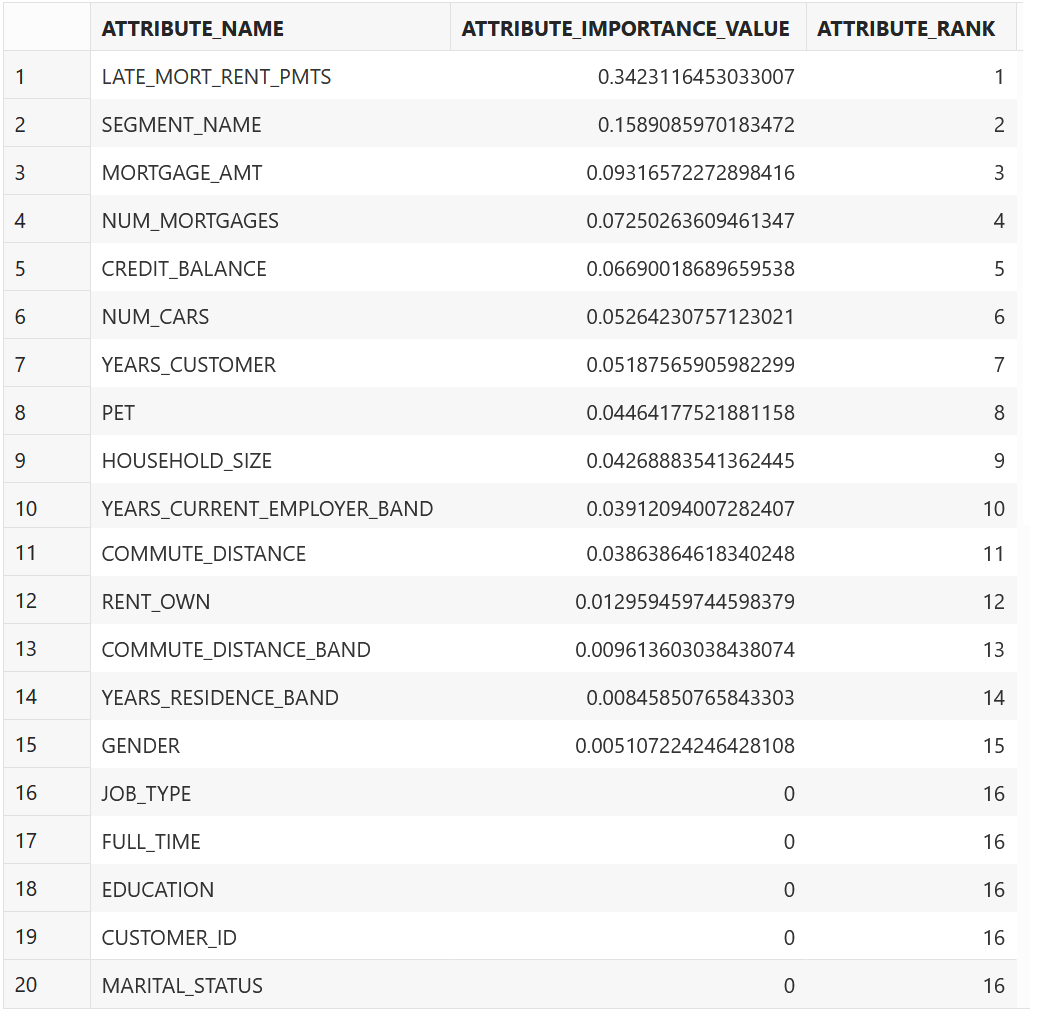 ATTRIBUTE_NAME ATTRIBUTE_IMPORTANCE_VALUE ATTRIBUTE_RANK
1 LATE_MORT_RENT_PMTS 0.3423116453033007 1
2 SEGMENT_NAME 0.1589085970183472 2
3 MORTGAGE_AMT 0.09316572272898416 3
4 NUM_MORTGAGES 0.07250263609461347 4
5 CREDIT_BALANCE 0.06690018689659538 5
6 NUM_CARS 0.05264230757123021 6
7 YEARS_CUSTOMER 0.05187565905982299 7
8 PET 0.04464177521881158 8
9 HOUSEHOLD_SIZE 0.04268883541362445 9
10 YEARS_CURRENT_EMPLOYER_BAND 0.03912094007282407 10
11 COMMUTE_DISTANCE 0.03863864618340248 11
12 RENT_OWN 0.012959459744598379 12
13 COMMUTE_DISTANCE_BAND 0.009613603038438074 13
14 YEARS_RESIDENCE_BAND 0.00845850765843303 14
15 GENDER 0.005107224246428108 15
16 JOB_TYPE 0 16
17 FULL_TIME 0 16
18 EDUCATION 0 16
19 CUSTOMER_ID 0 16
20 MARITAL_STATUS 0 16